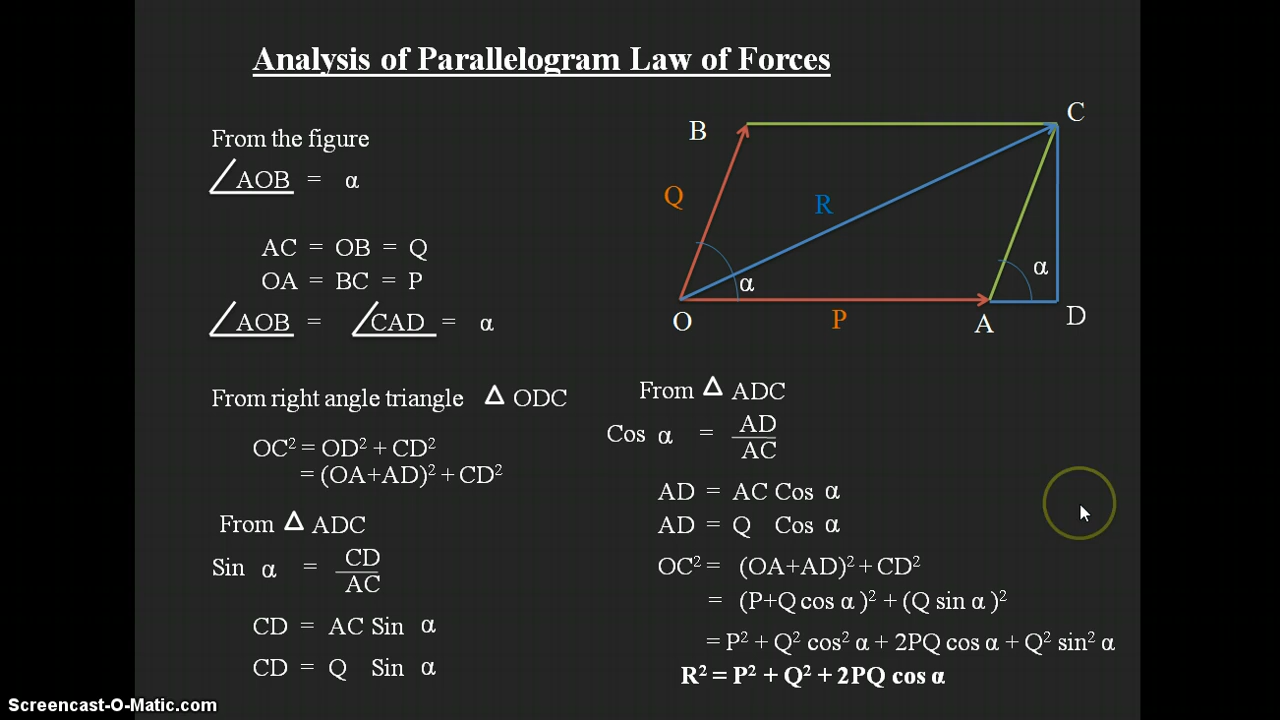 Analysis of Parallelogram Law of Forces
From the figure
∠AOB = α
AC = OB = Q
OA = BC = P
∠AOB = ∠CAD = α
From right angle triangle Δ ODC
OC² = OD² + CD²
= (OA+AD)² + CD²
From Δ ADC
Sin α = CD
AC
CD = AC Sin α
CD = Q Sin α
B
C
Q
R
α
α
O
P
A
D
From Δ ADC
Cos α = AD
AC
AD = AC Cos α
AD = Q Cos α
OC² = (OA+AD)² + CD²
= (P+Q cos α )² + (Q sin α )²
= P² + Q² cos² α + 2PQ cos α + Q² sin² α
R² = P² + Q² + 2PQ cos α
Screencast-O-Matic.com